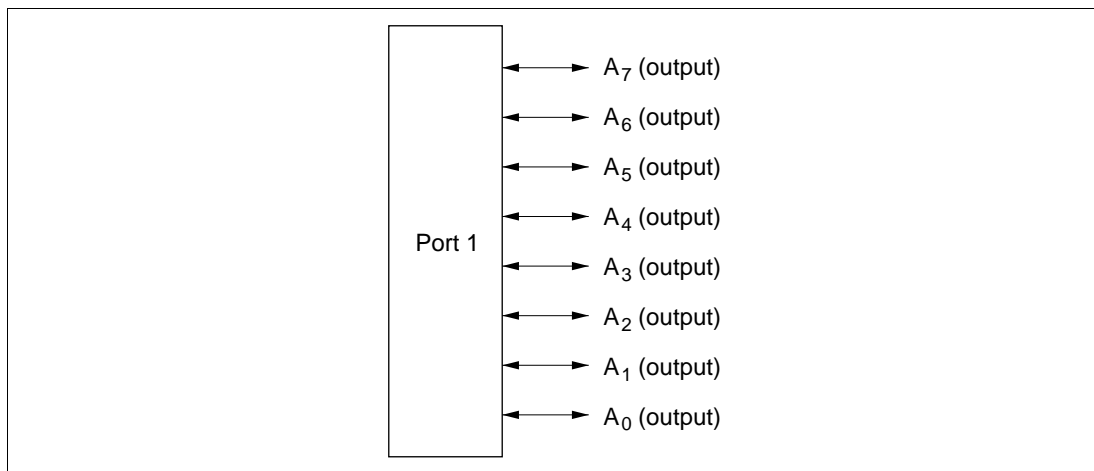 A7 (output)
A6 (output)
A5 (output)
A4 (output)
Port 1
A3 (output)
A2 (output)
A1 (output)
A0 (output)